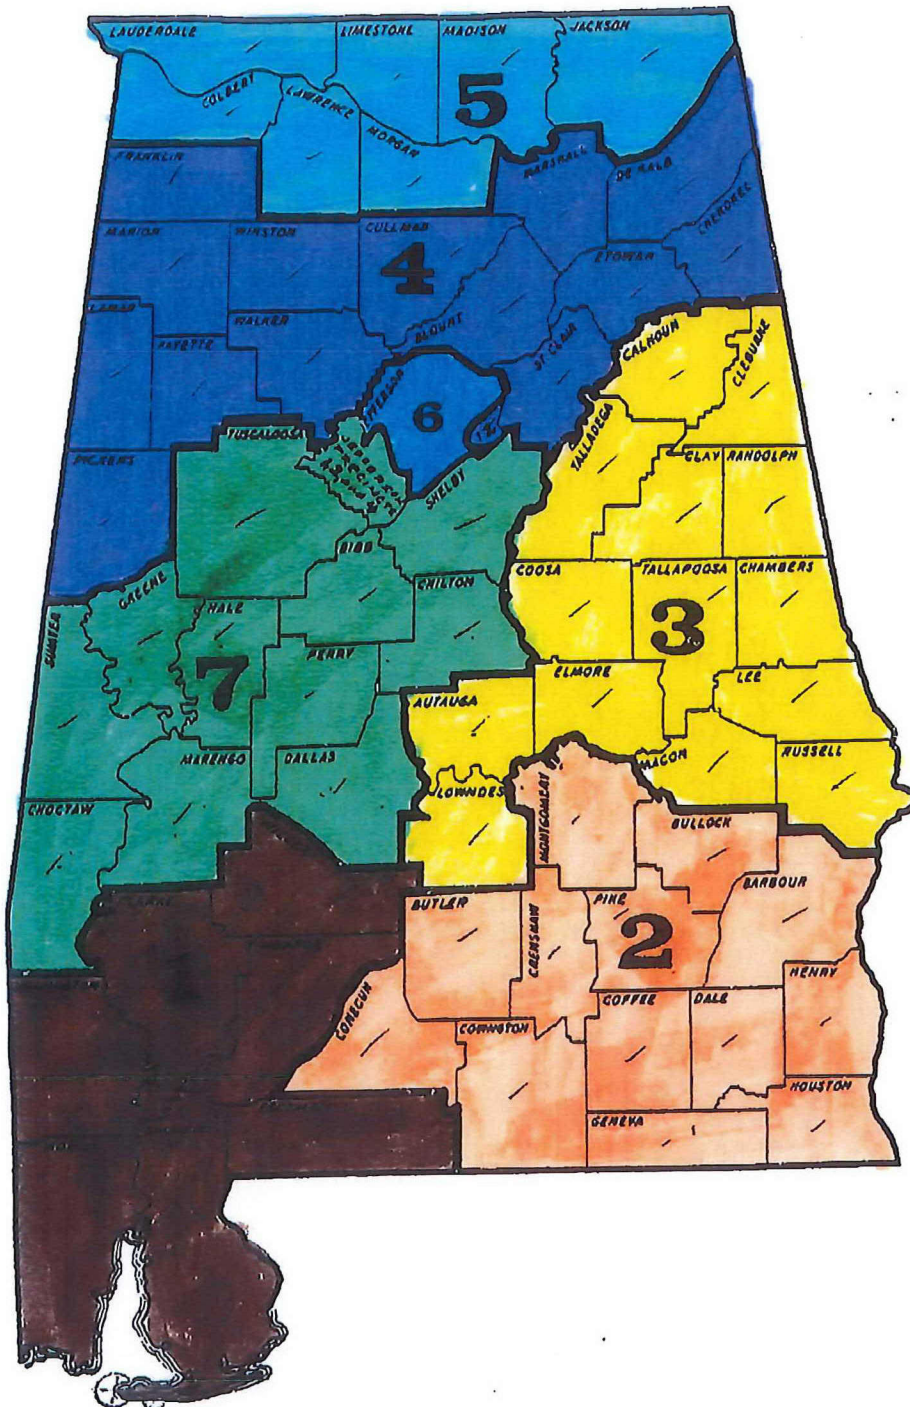 LAUDERDALE
LIMESTONE
MADISON
JACKSON
COLBERT
LAWRENCE
5
MORGAN
FRANKLIN
MARSHALL
DE KALB
CHEROKEE
MARION
WINSTON
CULLMAN
ETOWAH
4
LAMAR
WALKER
BLOUNT
FAYETTE
ST CLAIR
CALHOUN
CLEBURNE
JEFFERSON
6
TUSCALOOSA
TALLADEGA
PICKENS
SHELBY
CLAY
RANDOLPH
BIBB
COOSA
TALLAPOOSA
CHAMBERS
GREENE
CHILTON
HALE
SUMTER
3
PERRY
7
ELMORE
LEE
AUTAUGA
MARENGO
DALLAS
MACON
RUSSELL
CHOCTAW
LOWNDES
MONTGOMERY
BULLOCK
BARBOUR
BUTLER
CRENSHAW
PIKE
2
HENRY
CONECUH
COFFEE
DALE
COVINGTON
HOUSTON
GENEVA